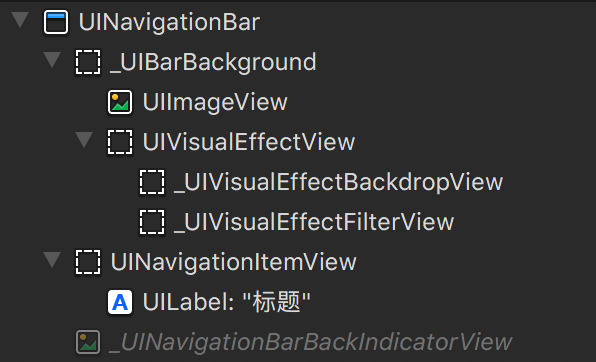 UINavigationBar
_UIBarBackground
UIImageView
UIVisualEffectView
_UIVisualEffectBackdropView
_UIVisualEffectFilterView
UINavigationItemView
A UILabel: "标题"
_UINavigationBarBackIndicatorView